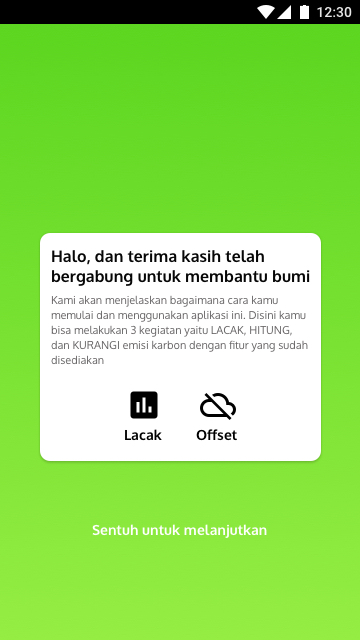 12:30
Halo, dan terima kasih telah
bergabung untuk membantu bumi
Kami akan menjelaskan bagaimana cara kamu
memulai dan menggunakan aplikasi ini. Disini kamu
bisa melakukan 3 kegiatan yaitu LACAK, HITUNG,
dan KURANGI emisi karbon dengan fitur yang sudah
disediakan
Lacak Offset
Sentuh untuk melanjutkan